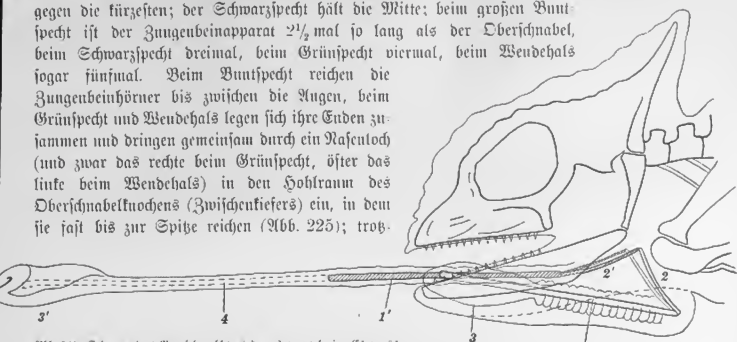 gegen die kürzesten; der Schwarzspecht hält die Mitte; beim großen Bunt-
specht ist der Zungenbeinapparat 2½ mal so lang als der Oberschnabel,
beim Schwarzspecht dreimal, beim Grünspecht viermal, beim Wendehals
sogar fünfmal. Beim Buntspecht reichen die
Zungenbeinhörner bis zwischen die Augen, beim
Grünspecht und Wendehals legen sich ihre Enden zu-
sammen und dringen gemeinsam durch ein Nasenloch
(und zwar das rechte beim Grünspecht, öfter das
linke beim Wendehals) in den Hohlraum des
Oberschnabelknochens (Zwischenkiefers) ein, in dem
sie fast bis zur Spitze reichen (Abb. 225); trotz-
2' 2
3' 4 1' 3